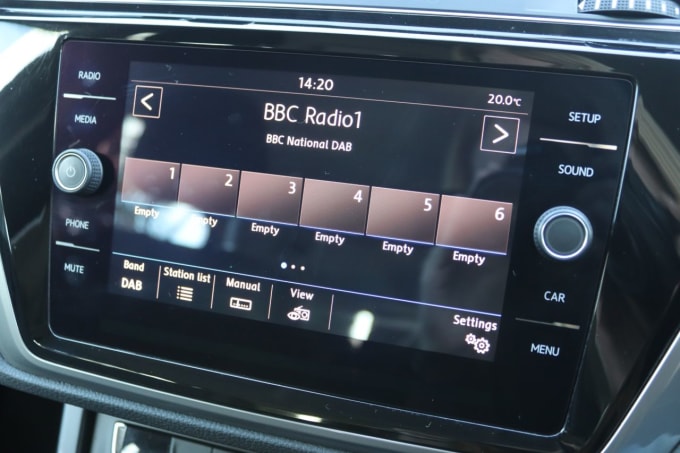 RADIO
MEDIA
PHONE
MUTE
14:20
20.0°C
<
BBC Radio1
>
BBC National DAB
1 2 3 4 5 6
Empty Empty Empty Empty Empty Empty
Band Station list Manual View Settings
DAB
SETUP
SOUND
CAR
MENU